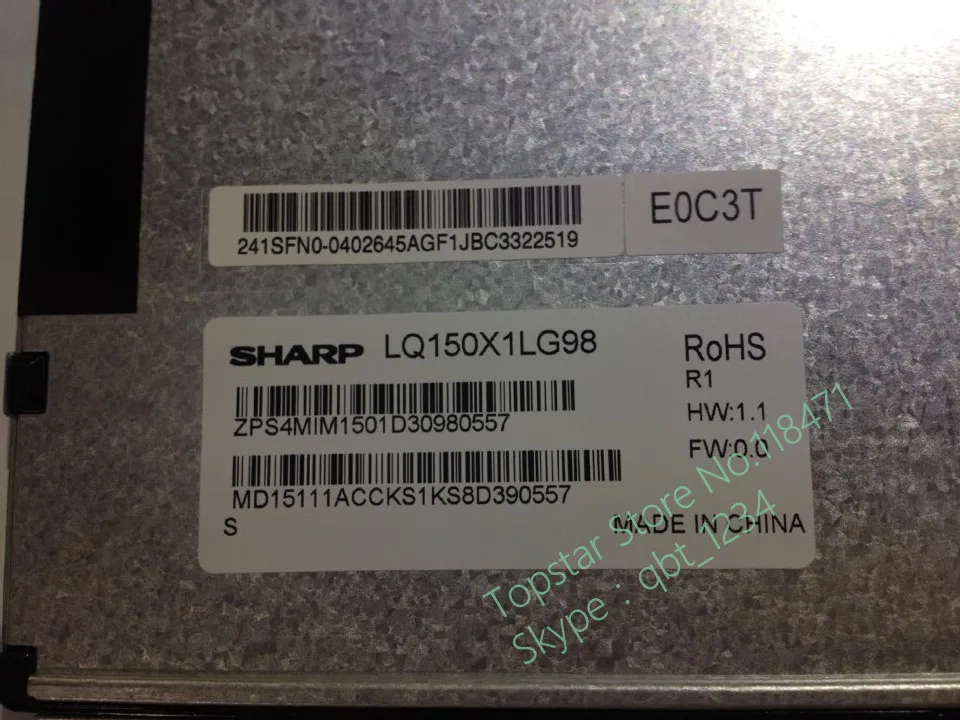 241SFN0-0402645AGF1JBC3322519
E0C3T
SHARP LQ150X1LG98
RoHS
R1
ZPS4MIM1501D30980557
HW:1.1
FW:0.0
MD15111ACCKS1KS8D390557
S
MADE IN CHINA
Topstar Store No.118471
Skype : qbt_1234